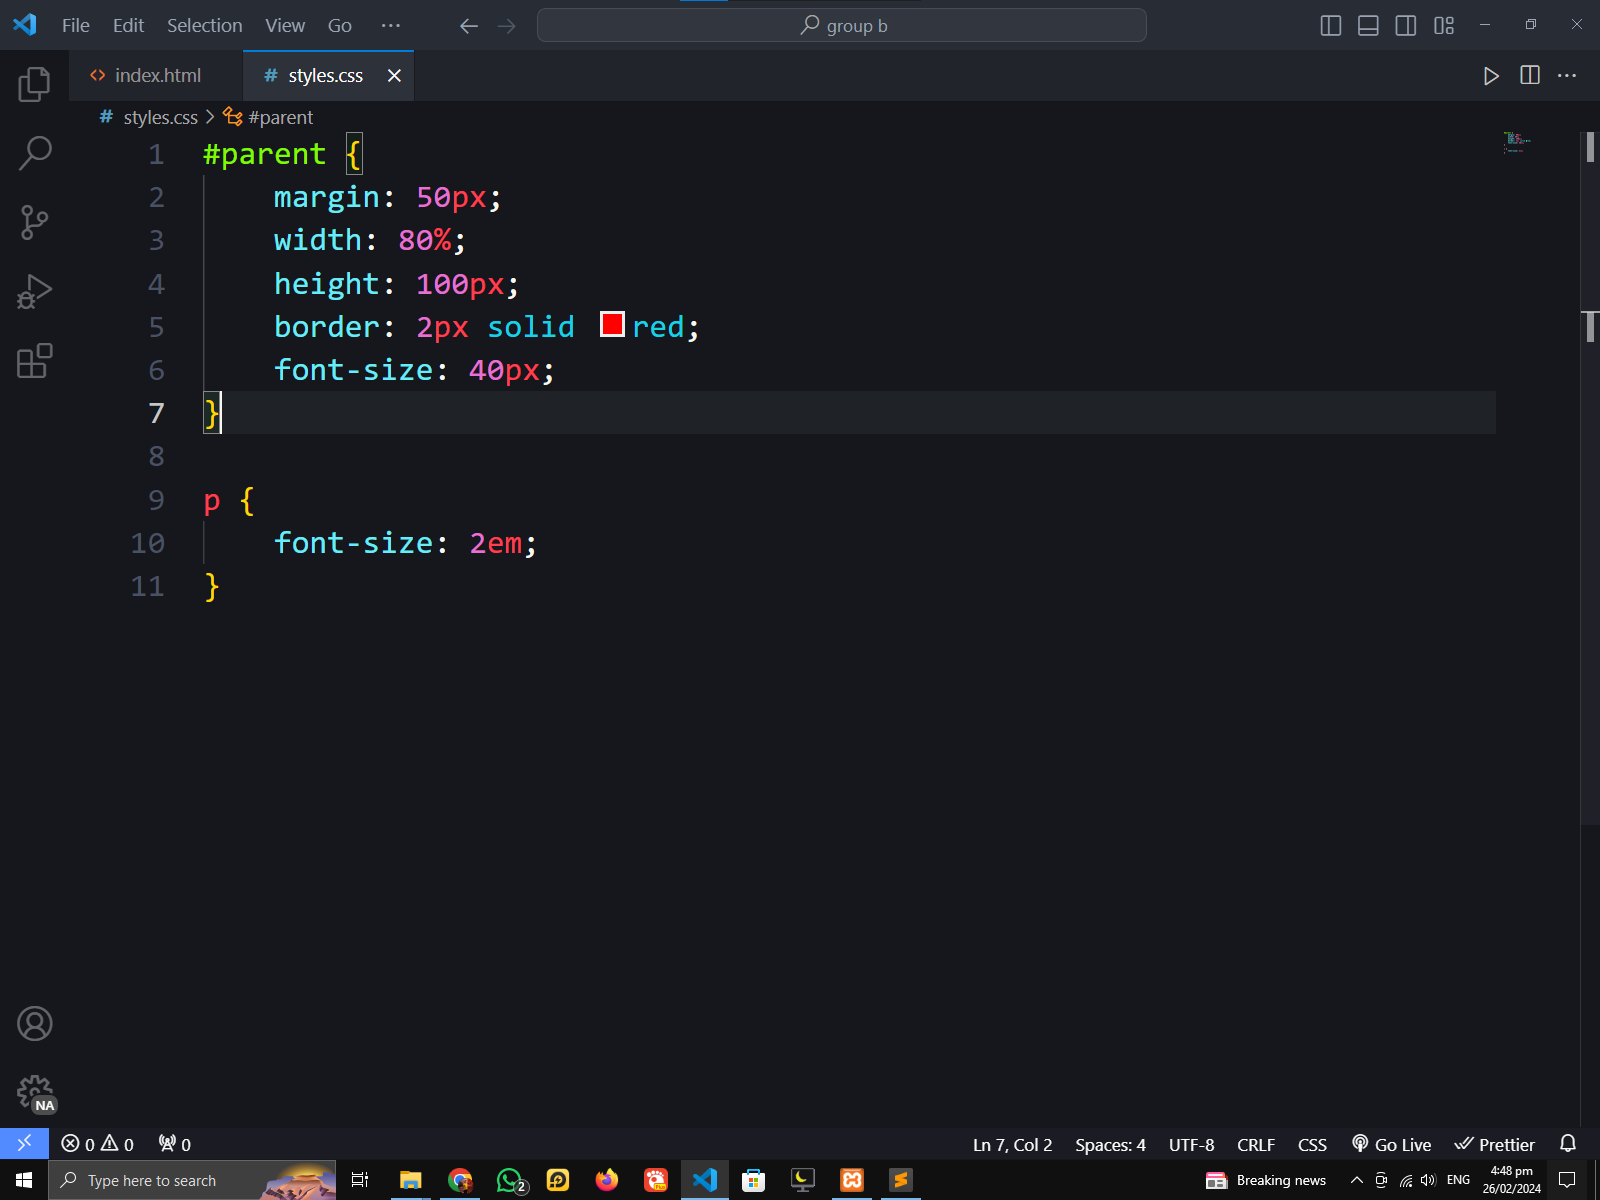 File Edit Selection View Go ··· group b
index.html # styles.css
# styles.css > #parent
1 #parent {
2 margin: 50px;
3 width: 80%;
4 height: 100px;
5 border: 2px solid red;
6 font-size: 40px;
7 }
8
9 p {
10 font-size: 2em;
11 }
NA
0 0 0 Ln 7, Col 2 Spaces: 4 UTF-8 CRLF CSS Go Live Prettier
Type here to search 2 Breaking news ENG 4:48 pm
26/02/2024